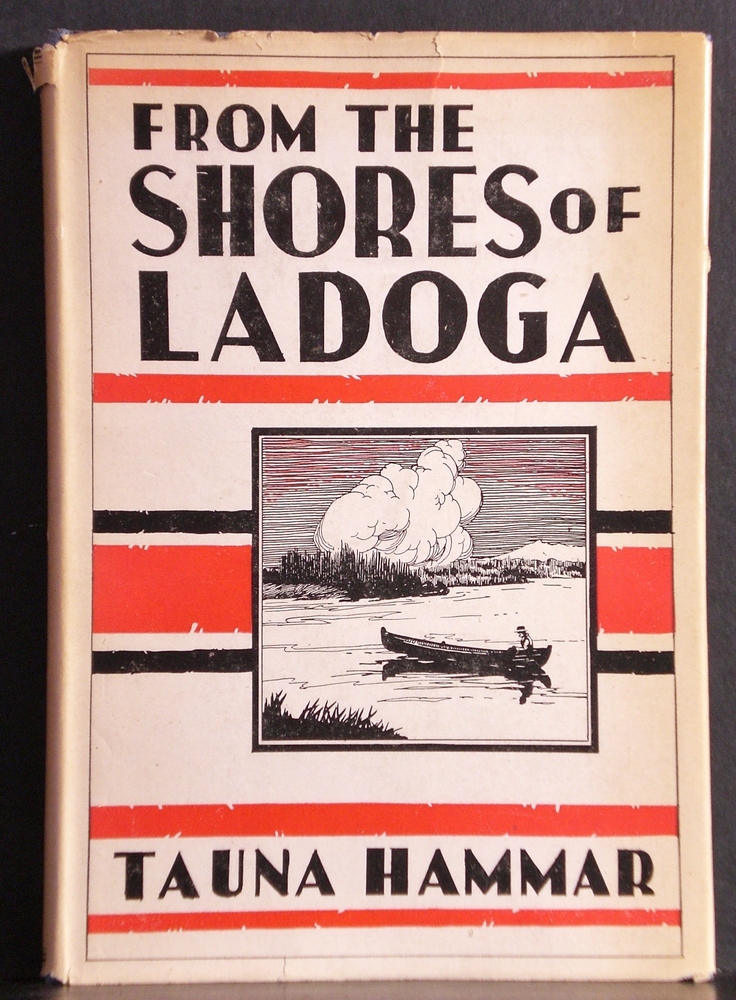 FROM THE
SHORES OF
LADOGA
TAUNA HAMMAR